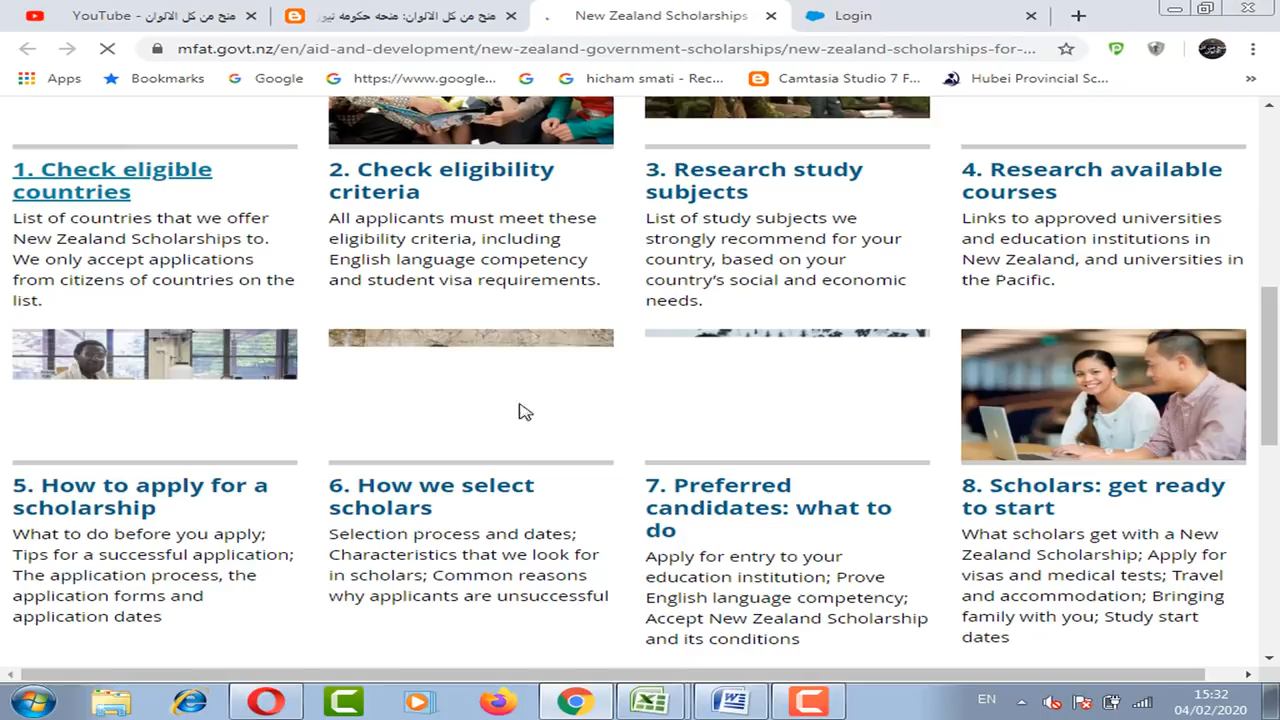 منح من كل الالوان - YouTube
منح من كل الالوان: منحه حكومه نيوز
New Zealand Scholarships
Login
mfat.govt.nz/en/aid-and-development/new-zealand-government-scholarships/new-zealand-scholarships-for-...
Apps
Bookmarks
Google
https://www.google...
hicham smati - Rec...
Camtasia Studio 7 F...
Hubei Provincial Sc...
»
1. Check eligible
countries
List of countries that we offer
New Zealand Scholarships to.
We only accept applications
from citizens of countries on the
list.
2. Check eligibility
criteria
All applicants must meet these
eligibility criteria, including
English language competency
and student visa requirements.
3. Research study
subjects
List of study subjects we
strongly recommend for your
country, based on your
country’s social and economic
needs.
4. Research available
courses
Links to approved universities
and education institutions in
New Zealand, and universities in
the Pacific.
5. How to apply for a
scholarship
What to do before you apply;
Tips for a successful application;
The application process, the
application forms and
application dates
6. How we select
scholars
Selection process and dates;
Characteristics that we look for
in scholars; Common reasons
why applicants are unsuccessful
7. Preferred
candidates: what to
do
Apply for entry to your
education institution; Prove
English language competency;
Accept New Zealand Scholarship
and its conditions
8. Scholars: get ready
to start
What scholars get with a New
Zealand Scholarship; Apply for
visas and medical tests; Travel
and accommodation; Bringing
family with you; Study start
dates
EN
15:32
04/02/2020